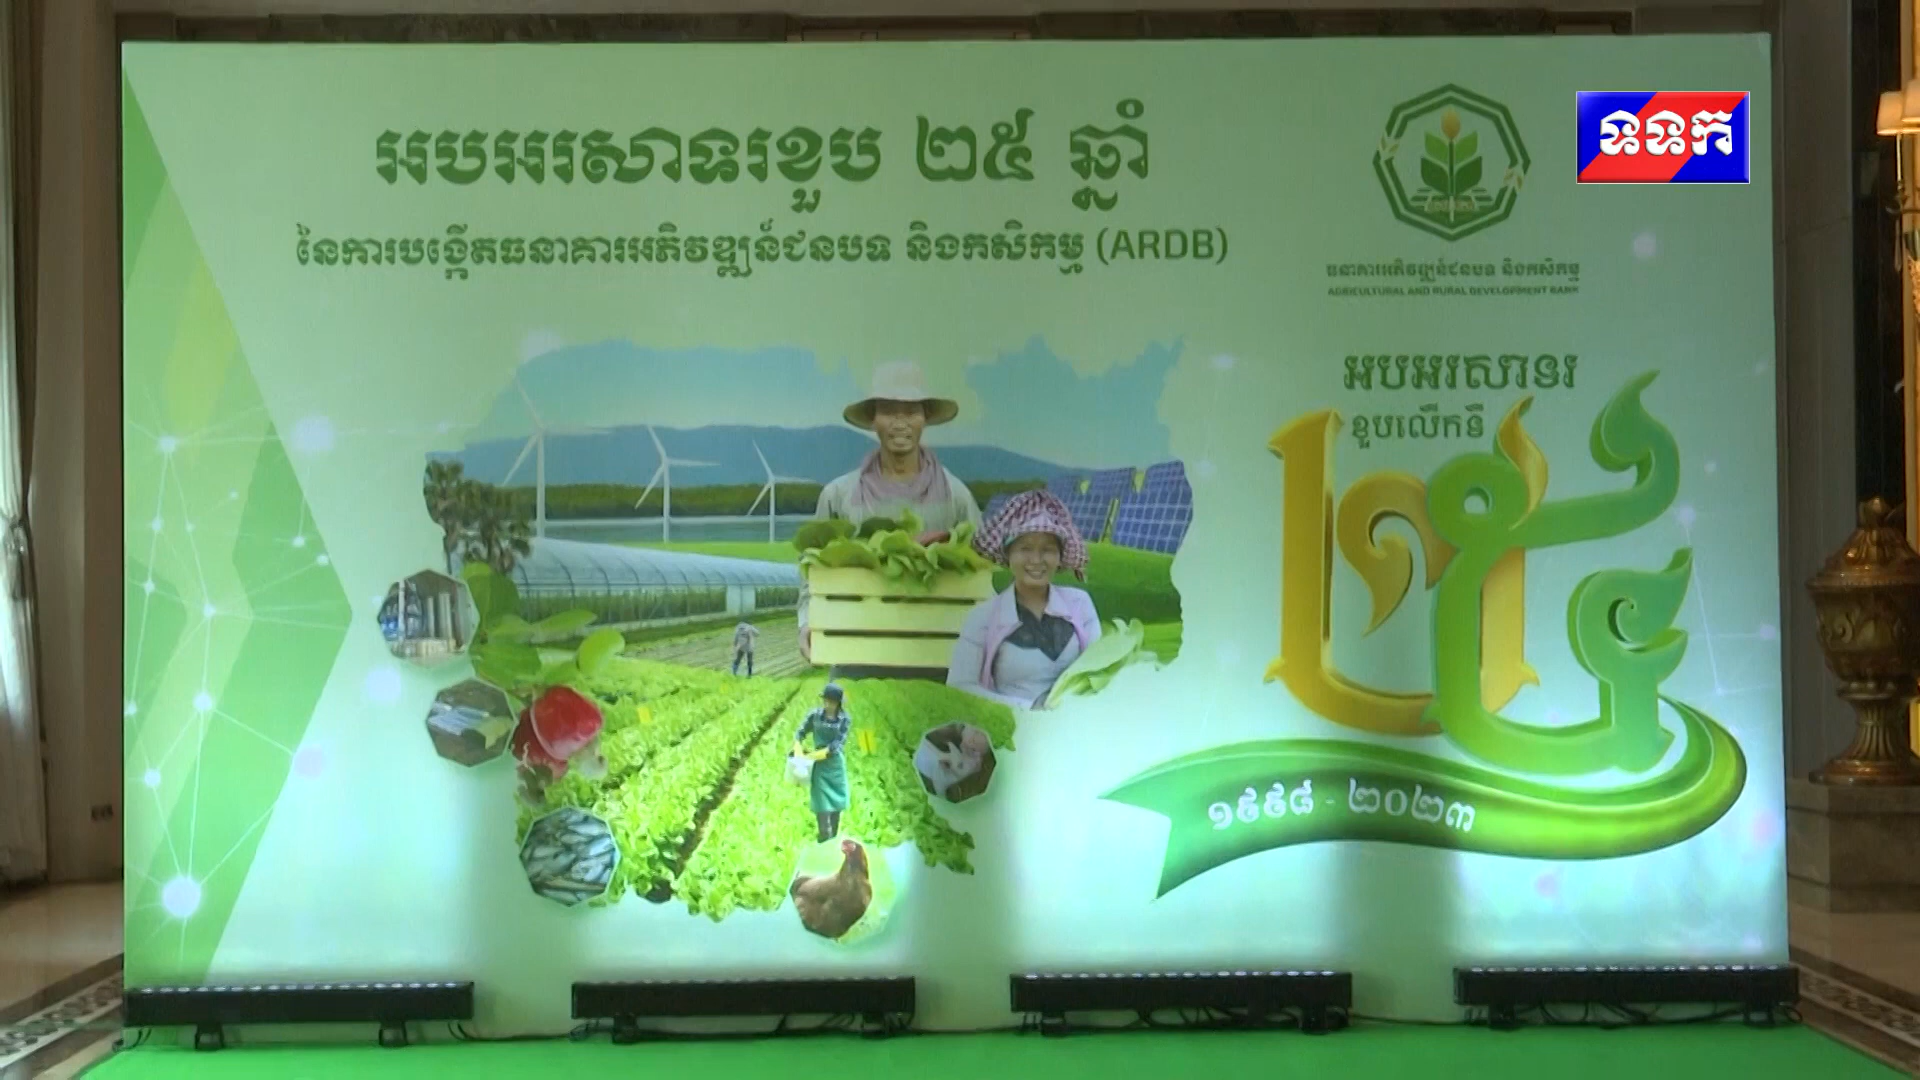 អបអរសាទរខួប ២៥ ឆ្នាំ
នៃការបង្កើតធនាគារអភិវឌ្ឍន៍ជនបទ និងកសិកម្ម (ARDB)
ទទក
ធនាគារអភិវឌ្ឍន៍ជនបទ និងកសិកម្ម
AGRICULTURAL AND RURAL DEVELOPMENT BANK
អបអរសាទរ
ខួបលើកទី
២៥
១៩៩៨ - ២០២៣